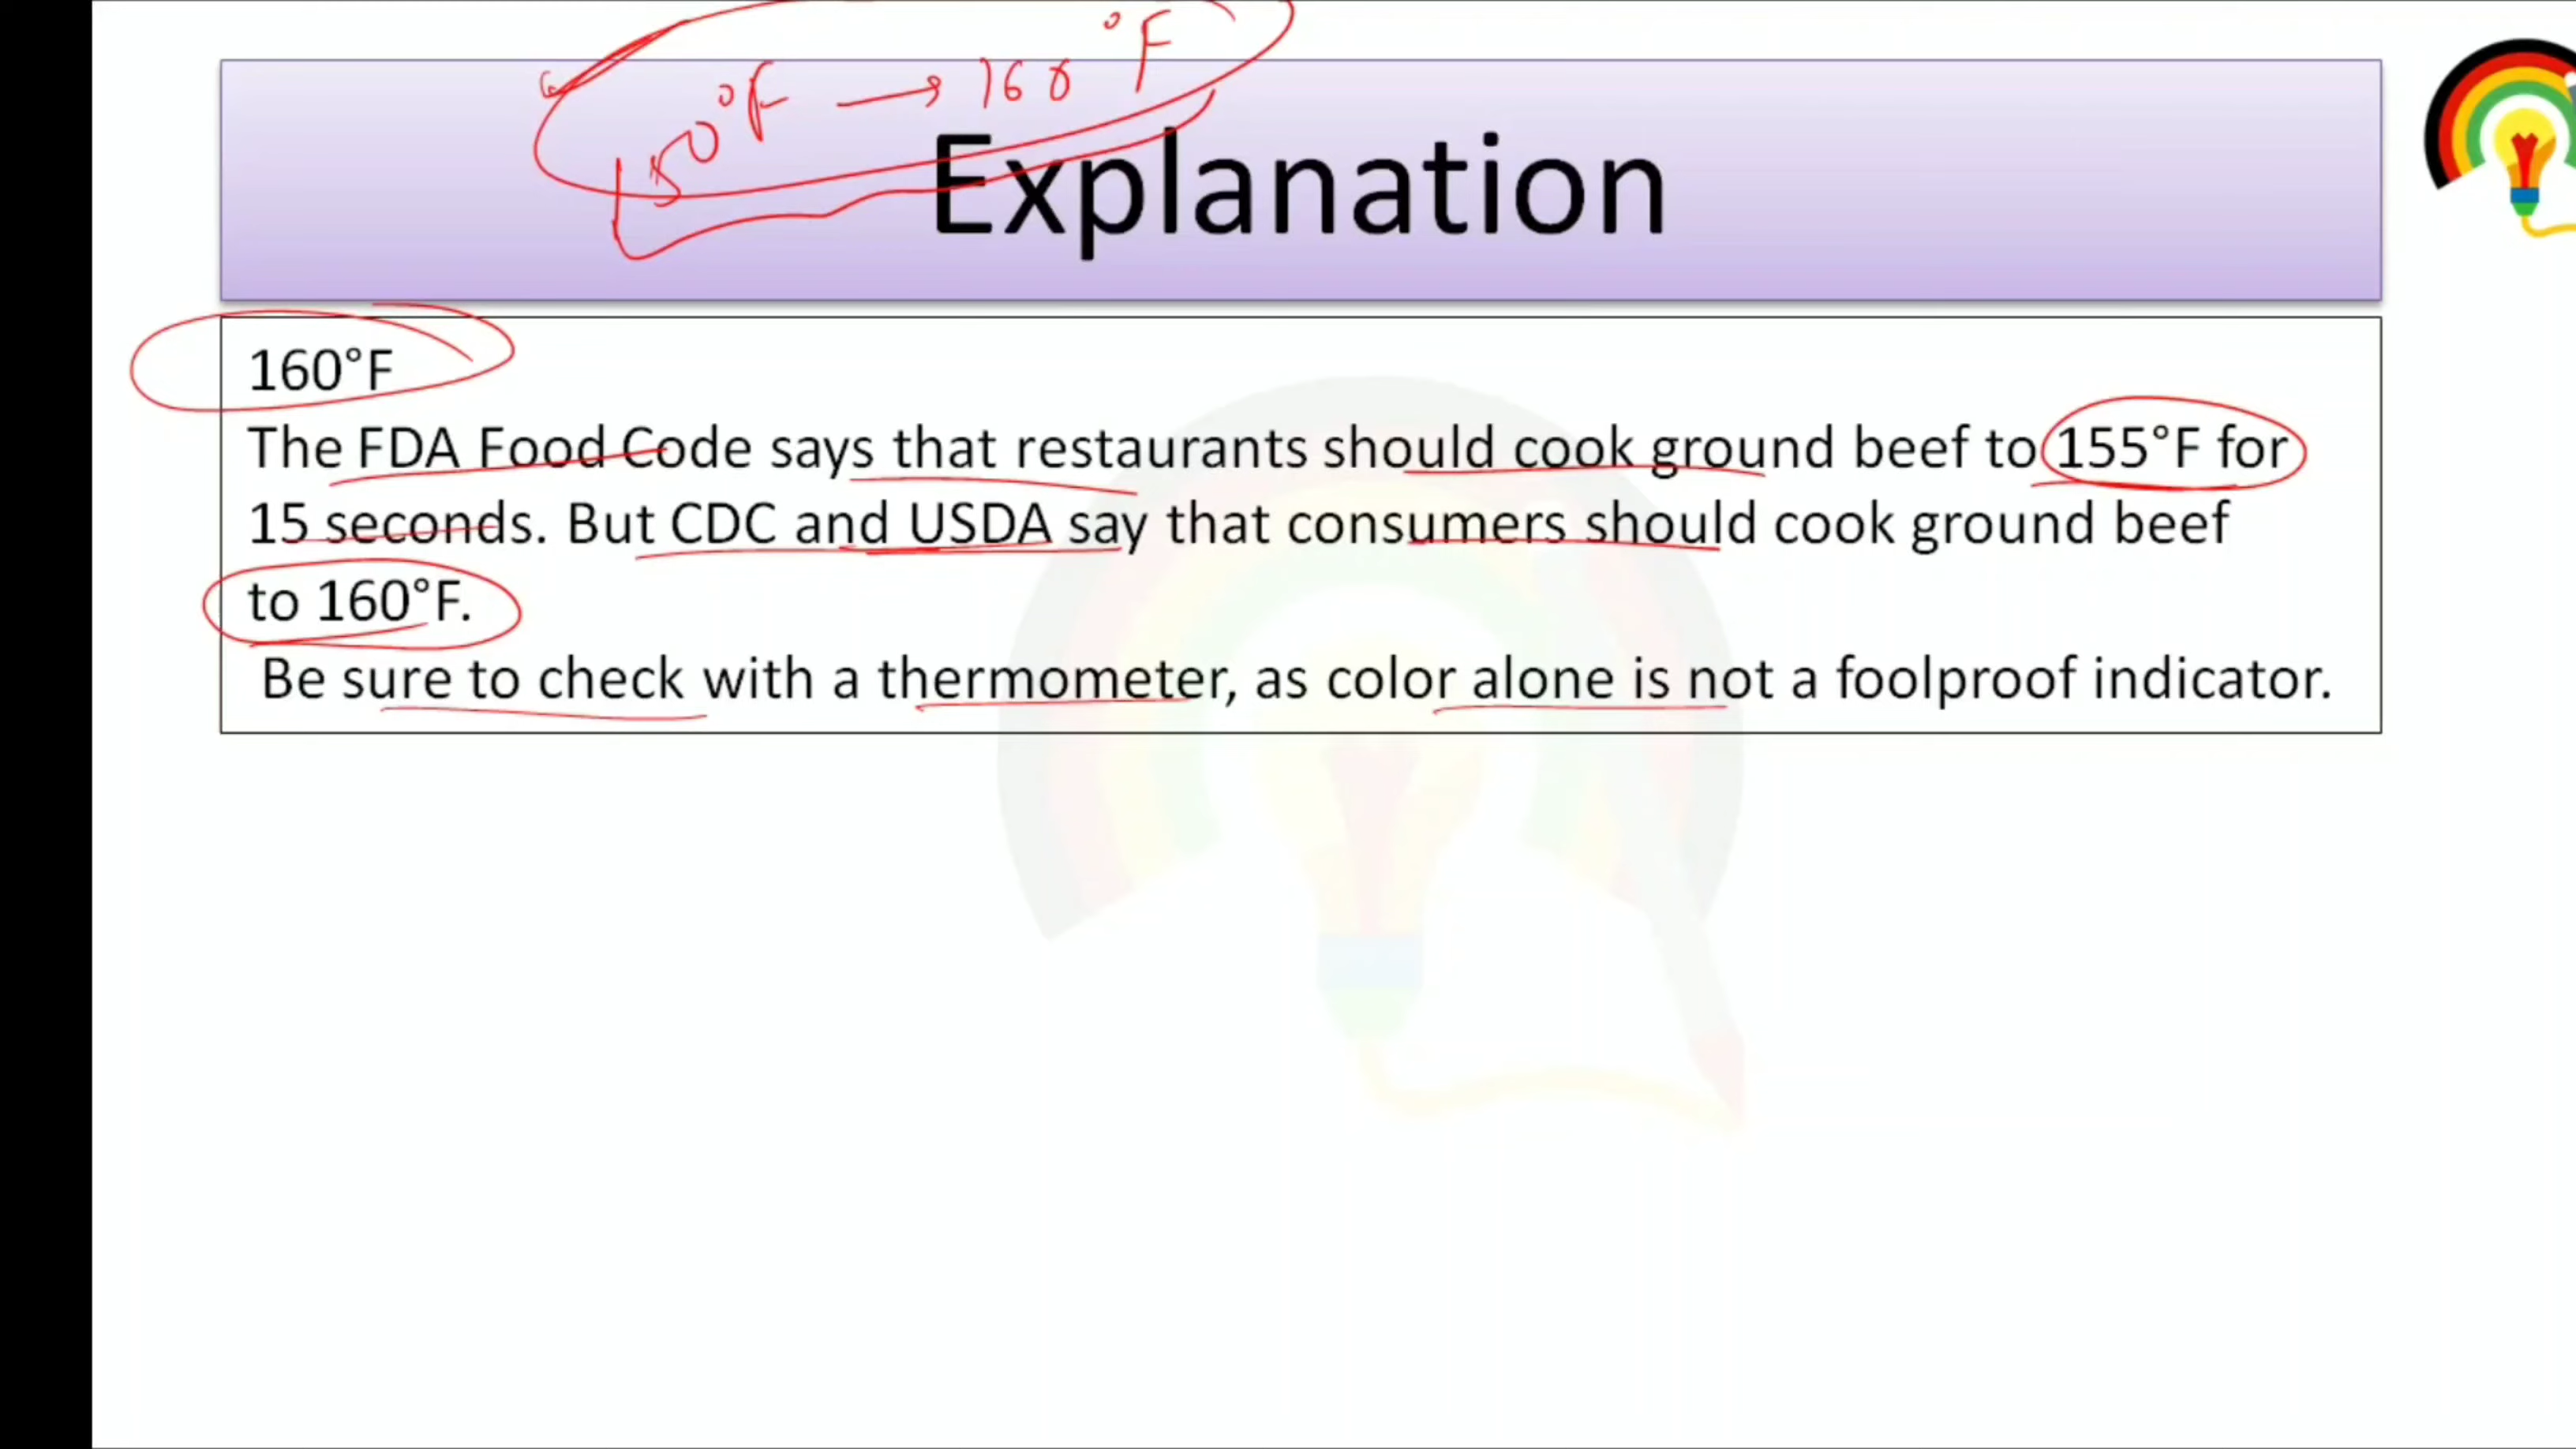 150°F → 160 °F
Explanation
160°F
The FDA Food Code says that restaurants should cook ground beef to 155°F for
15 seconds. But CDC and USDA say that consumers should cook ground beef
to 160°F.
Be sure to check with a thermometer, as color alone is not a foolproof indicator.